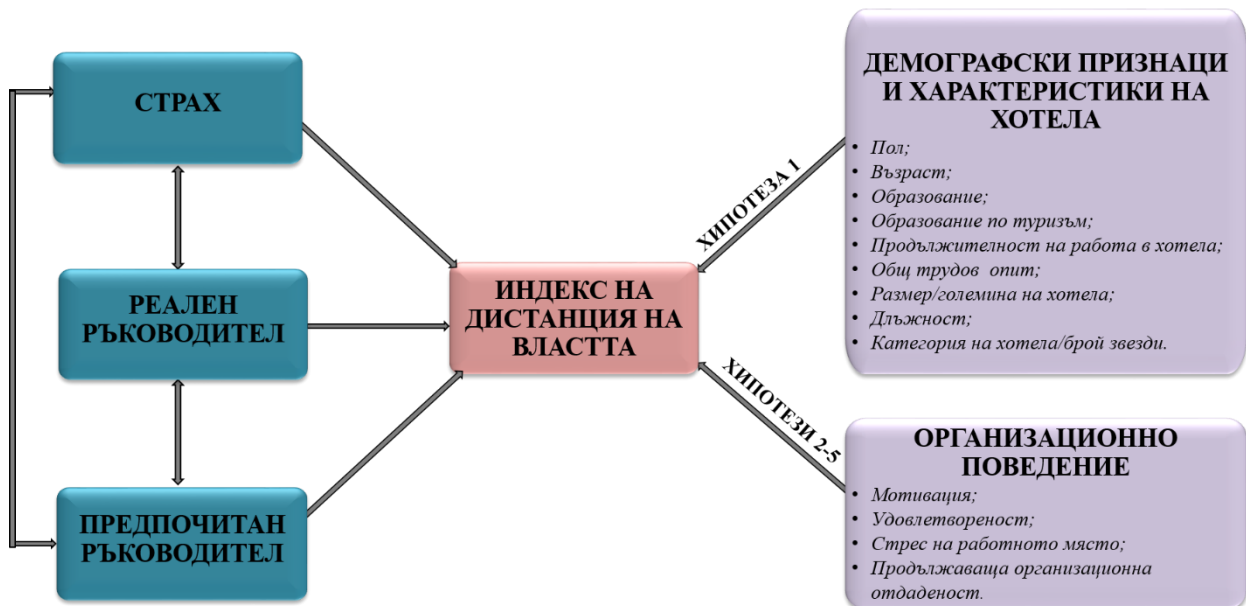 СТРАХ
РЕАЛЕН
РЪКОВОДИТЕЛ
ПРЕДПОЧИТАН
РЪКОВОДИТЕЛ
ИНДЕКС НА
ДИСТАНЦИЯ НА
ВЛАСТТА
ХИПОТЕЗА 1
ХИПОТЕЗИ 2-5
ДЕМОГРАФСКИ ПРИЗНАЦИ
И ХАРАКТЕРИСТИКИ НА
ХОТЕЛА
• Пол;
• Възраст;
• Образование;
• Образование по туризъм;
• Продължителност на работа в хотела;
• Общ трудов опит;
• Размер/големина на хотела;
• Длъжност;
• Категория на хотела/брой звезди.
ОРГАНИЗАЦИОННО
ПОВЕДЕНИЕ
• Мотивация;
• Удовлетвореност;
• Стрес на работното място;
• Продължаваща организационна
отдаденост.